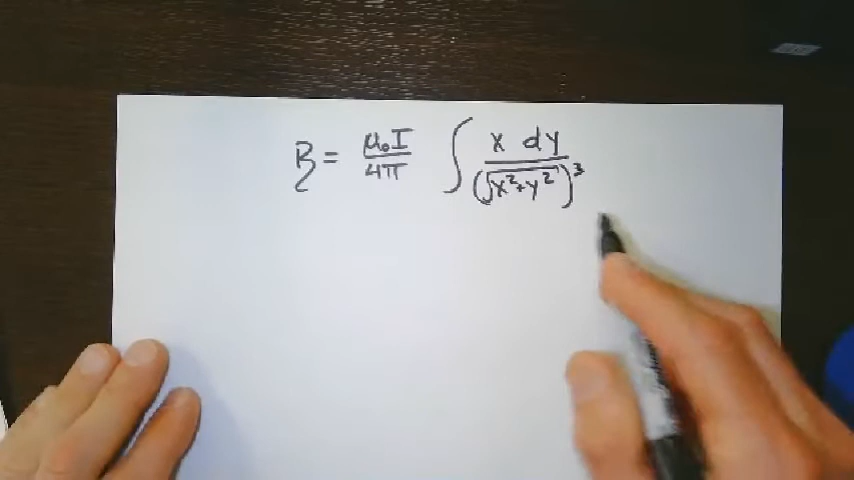 B = μ₀I / 4π ∫ x dy / (√x²+y²)³